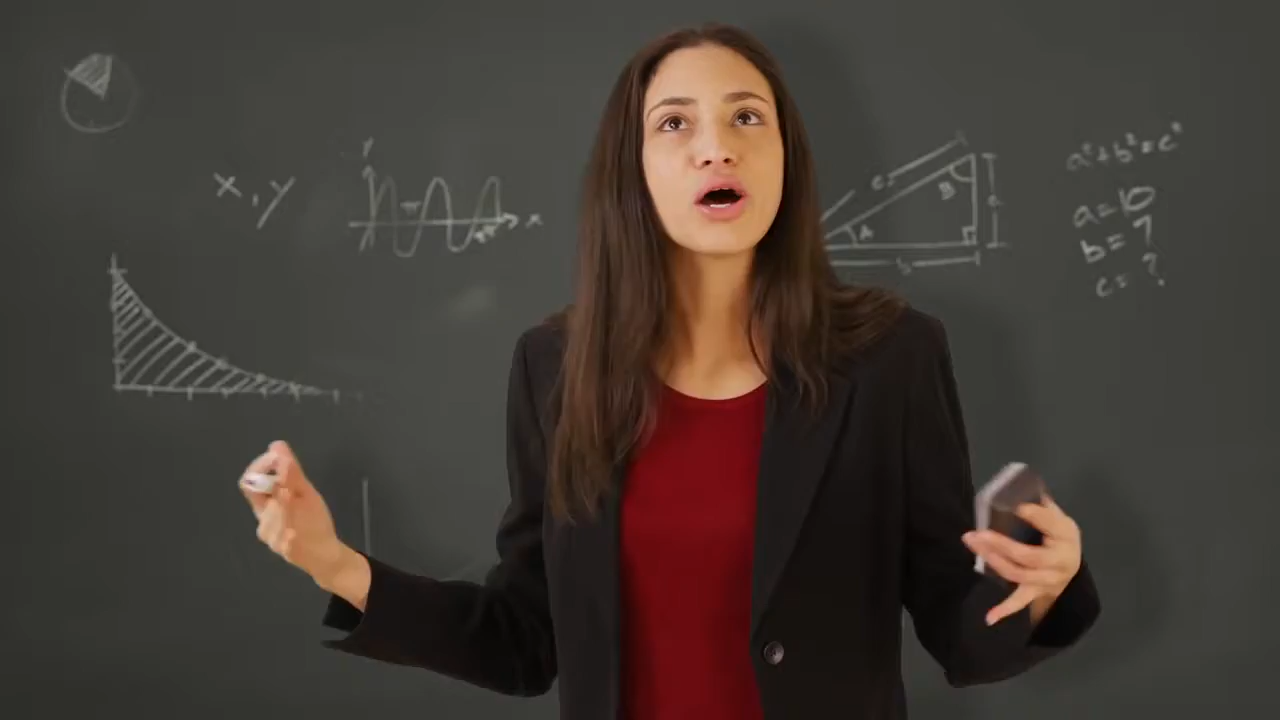 x,y
y
π
x
c
B
a
A
b
a²+b²=c²
a=10
b=7
c=?